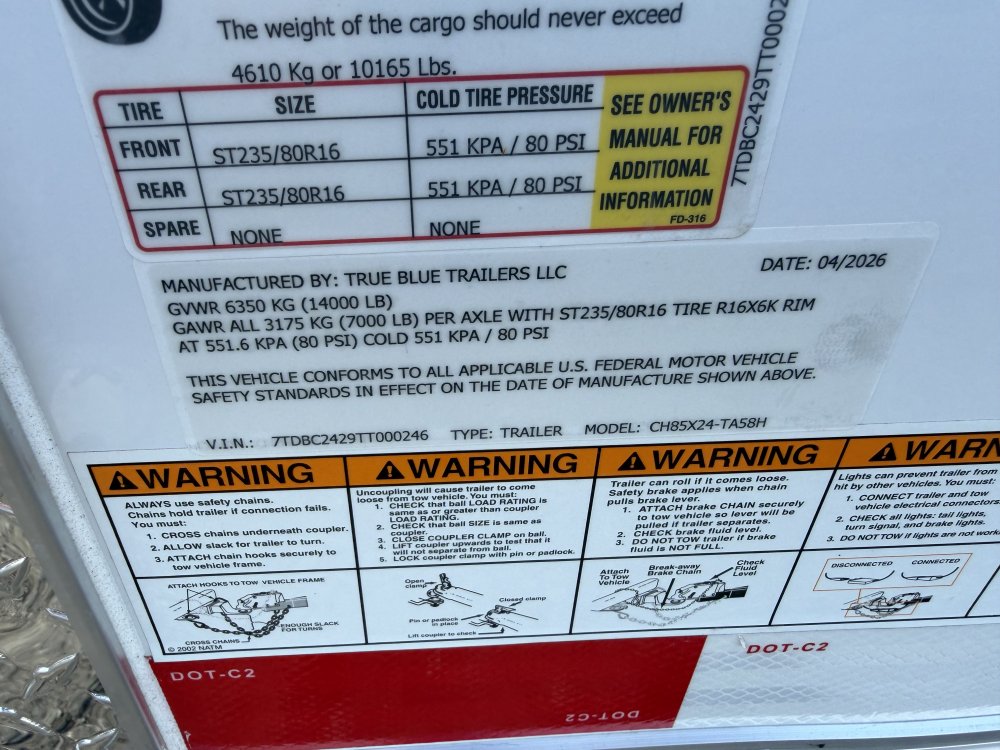 The weight of the cargo should never exceed
4610 Kg or 10165 Lbs.
TIRE SIZE COLD TIRE PRESSURE
FRONT ST235/80R16 551 KPA / 80 PSI
REAR ST235/80R16 551 KPA / 80 PSI
SPARE NONE NONE
SEE OWNER'S
MANUAL FOR
ADDITIONAL
INFORMATION
FD-316
7TDBC2429TT0002
MANUFACTURED BY: TRUE BLUE TRAILERS LLC DATE: 04/2026
GVWR 6350 KG (14000 LB)
GAWR ALL 3175 KG (7000 LB) PER AXLE WITH ST235/80R16 TIRE R16X6K RIM
AT 551.6 KPA (80 PSI) COLD 551 KPA / 80 PSI
THIS VEHICLE CONFORMS TO ALL APPLICABLE U.S. FEDERAL MOTOR VEHICLE
SAFETY STANDARDS IN EFFECT ON THE DATE OF MANUFACTURE SHOWN ABOVE.
V.I.N.: 7TDBC2429TT000246 TYPE: TRAILER MODEL: CH85X24-TA58H
WARNING
ALWAYS use safety chains.
Chains hold trailer if connection fails.
You must:
1. CROSS chains underneath coupler.
2. ALLOW slack for trailer to turn.
3. ATTACH chain hooks securely to
tow vehicle frame.
ATTACH HOOKS TO TOW VEHICLE FRAME
ENOUGH SLACK
FOR TURNS
CROSS CHAINS
© 2002 NATM
WARNING
Uncoupling will cause trailer to come
loose from tow vehicle. You must:
1. CHECK that ball LOAD RATING is
same as or greater than coupler
LOAD RATING.
2. CHECK that ball SIZE is same as
coupler.
3. CLOSE COUPLER CLAMP on ball.
4. LIFT coupler upwards to test that it
will not separate from ball.
5. LOCK coupler clamp with pin or padlock.
Open
clamp
Closed clamp
Pin or padlock
in place
Lift coupler to check
WARNING
Trailer can roll if it comes loose.
Safety brake applies when chain
pulls brake lever.
1. ATTACH brake CHAIN securely
to tow vehicle so lever will be
pulled if trailer separates.
2. CHECK brake fluid level.
3. DO NOT TOW trailer if brake
fluid is NOT FULL.
Attach
To Tow
Vehicle
Break-away
Brake Chain
Check
Fluid
Level
WARN
Lights can prevent trailer from
hit by other vehicles. You must:
1. CONNECT trailer and tow
vehicle electrical connectors
2. CHECK all lights: tail lights,
turn signal, and brake lights.
3. DO NOT TOW if lights are not work
DISCONNECTED CONNECTED
DOT-C2
DOT-C2
DOT-C2